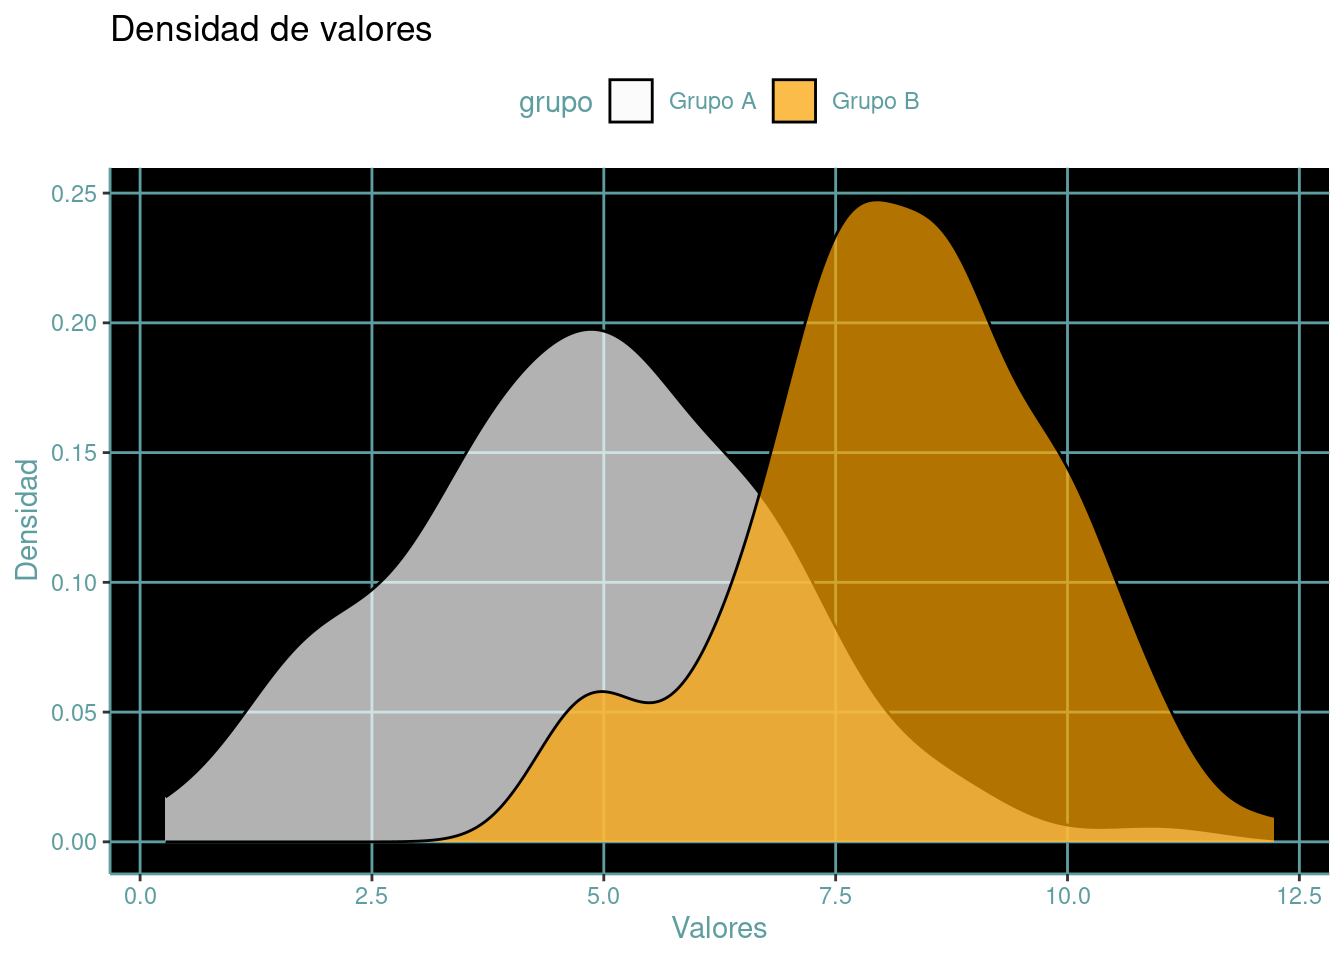 Densidad de valores
grupo Grupo A Grupo B
0.25
0.20
0.15
0.10
0.05
0.00
Densidad
0.0 2.5 5.0 7.5 10.0 12.5
Valores